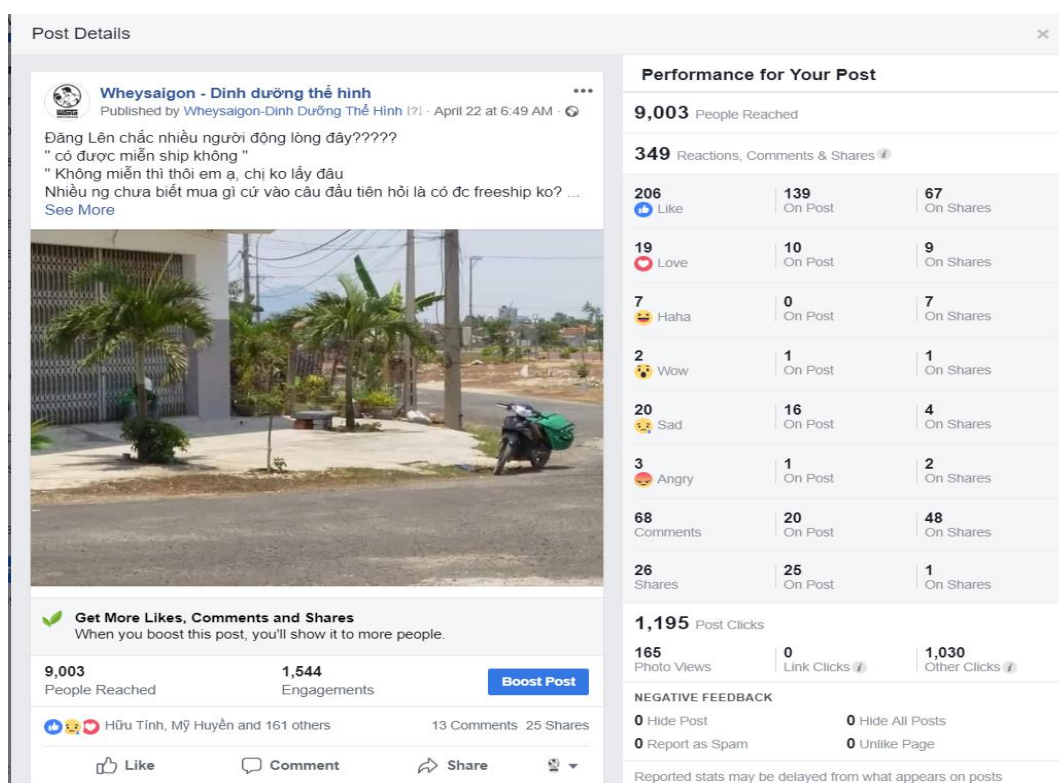 Post Details
×
Wheysaigon - Dinh dưỡng thể hình
Published by Wheysaigon-Dinh Dưỡng Thể Hình [?] · April 22 at 6:49 AM ·
Đăng Lên chắc nhiều người động lòng đây?????
" có được miễn ship không "
" Không miễn thì thôi em ạ, chị ko lấy đâu
Nhiều ng chưa biết mua gì cứ vào câu đầu tiên hỏi là có đc freeship ko? ...
See More
Get More Likes, Comments and Shares
When you boost this post, you'll show it to more people.
9,003 1,544
People Reached Engagements
Boost Post
Hữu Tính, Mỹ Huyền and 161 others 13 Comments 25 Shares
Like Comment Share
Performance for Your Post
9,003 People Reached
349 Reactions, Comments & Shares
206 139 67
Like On Post On Shares
19 10 9
Love On Post On Shares
7 0 7
Haha On Post On Shares
2 1 1
Wow On Post On Shares
20 16 4
Sad On Post On Shares
3 1 2
Angry On Post On Shares
68 20 48
Comments On Post On Shares
26 25 1
Shares On Post On Shares
1,195 Post Clicks
165 0 1,030
Photo Views Link Clicks Other Clicks
NEGATIVE FEEDBACK
0 Hide Post 0 Hide All Posts
0 Report as Spam 0 Unlike Page
Reported stats may be delayed from what appears on posts